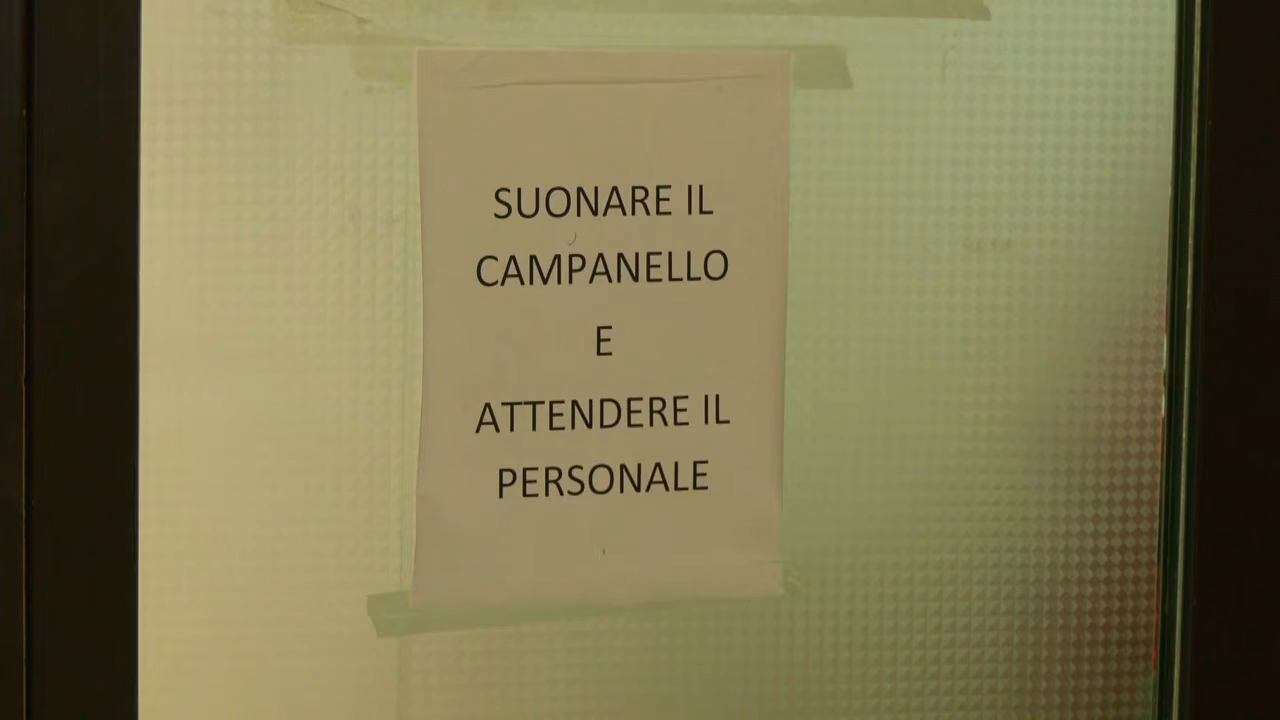 SUONARE IL
CAMPANELLO
E
ATTENDERE IL
PERSONALE